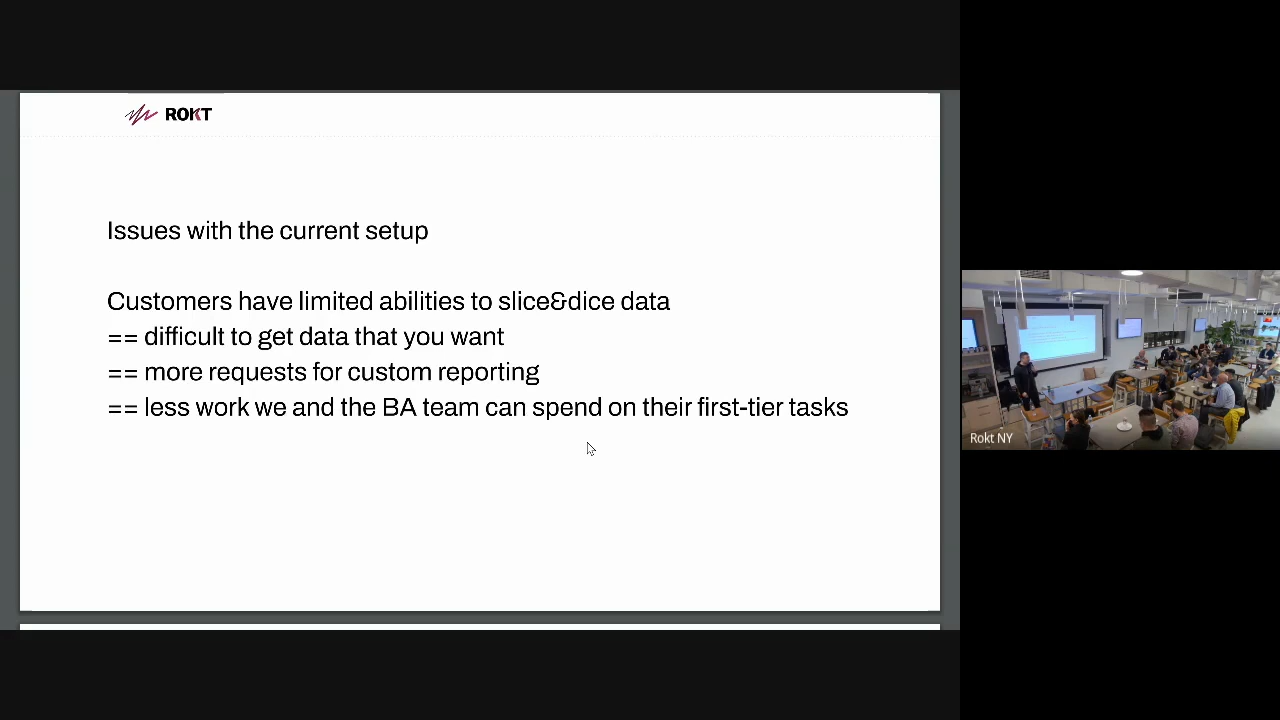 ROKT
Issues with the current setup
Customers have limited abilities to slice&dice data
== difficult to get data that you want
== more requests for custom reporting
== less work we and the BA team can spend on their first-tier tasks
Rokt NY